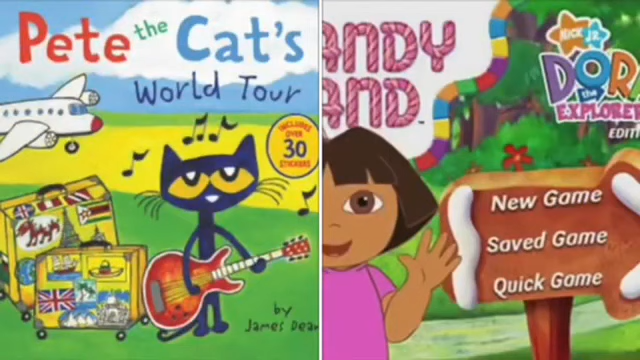 Pete the Cat's
World Tour
INCLUDES
OVER
30
STICKERS
by
James Dean
ANDY
AND
NICK JR.
DORA
the
EXPLORER
EDITI
New Game
Saved Game
Quick Game